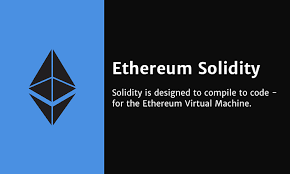 Ethereum Solidity
Solidity is designed to compile to code -
for the Ethereum Virtual Machine.